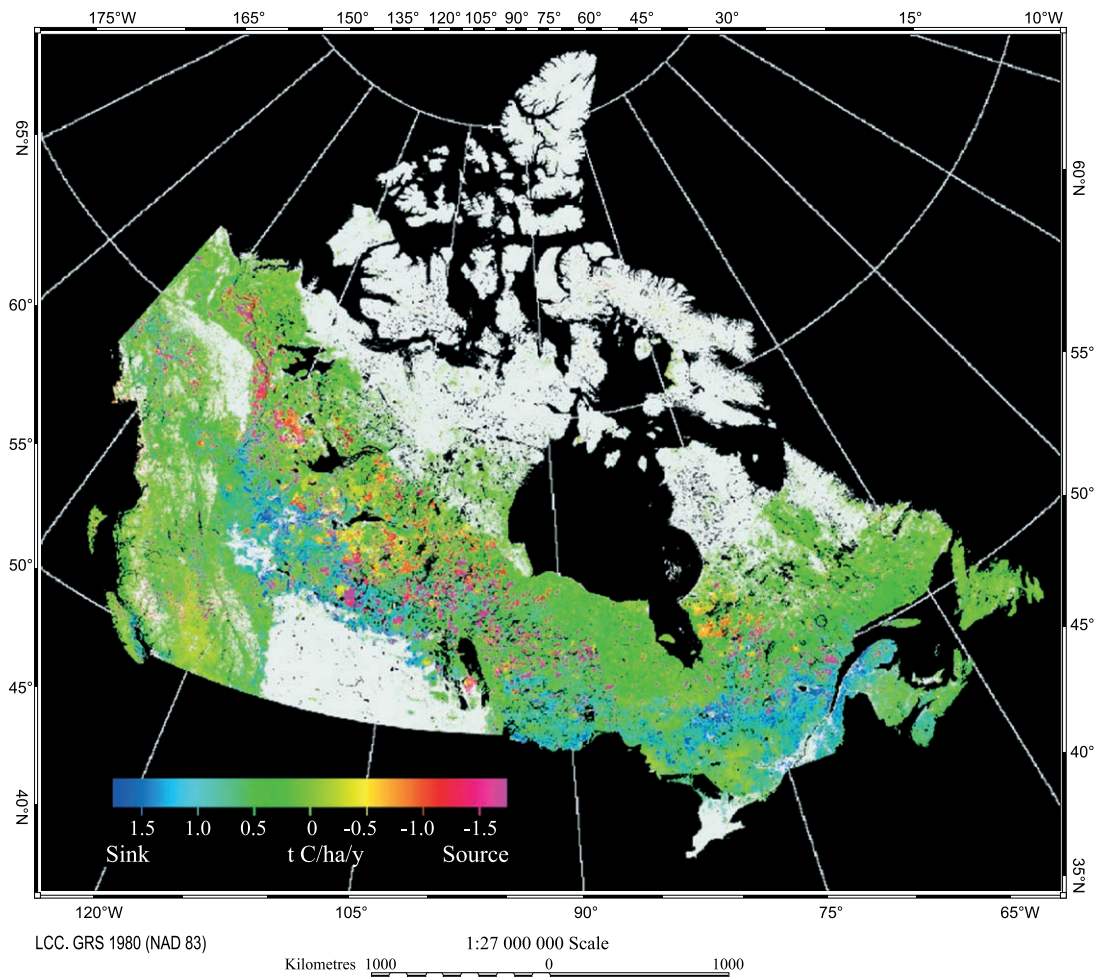 175°W 165° 150° 135° 120° 105° 90° 75° 60° 45° 30° 15° 10°W
65°N
60°N
60°
55°
55°
50°
50°
45°
45°
40°
40°N
35°N
1.5 1.0 0.5 0 -0.5 -1.0 -1.5
Sink t C/ha/y Source
120°W 105° 90° 75° 65°W
LCC. GRS 1980 (NAD 83) 1:27 000 000 Scale
Kilometres 1000 0 1000